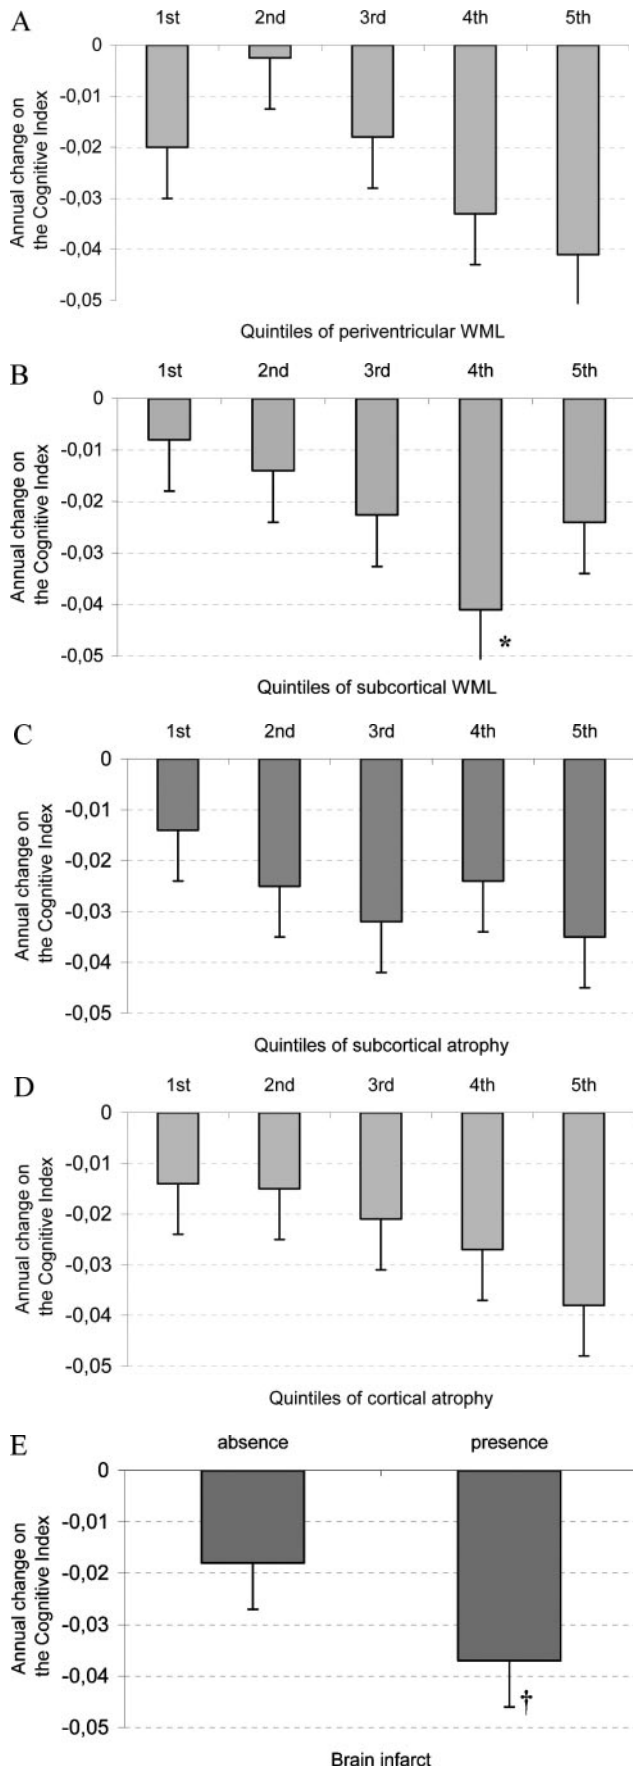 A
1st 2nd 3rd 4th 5th
0
-0,01
-0,02
-0,03
-0,04
-0,05
Annual change on
the Cognitive Index
Quintiles of periventricular WML
B
1st 2nd 3rd 4th 5th
0
-0,01
-0,02
-0,03
-0,04
-0,05
Annual change on
the Cognitive Index
*
Quintiles of subcortical WML
C
1st 2nd 3rd 4th 5th
0
-0,01
-0,02
-0,03
-0,04
-0,05
Annual change on
the Cognitive Index
Quintiles of subcortical atrophy
D
1st 2nd 3rd 4th 5th
0
-0,01
-0,02
-0,03
-0,04
-0,05
Annual change on
the Cognitive Index
Quintiles of cortical atrophy
E
absence presence
0
-0,01
-0,02
-0,03
-0,04
-0,05
Annual change on
the Cognitive Index
†
Brain infarct